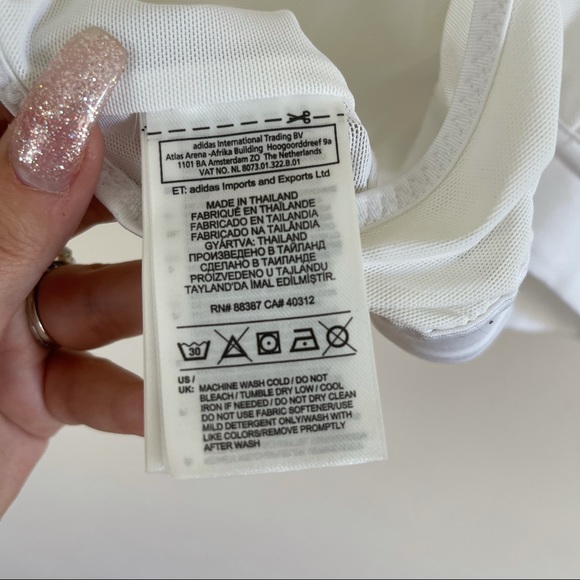 adidas International Trading BV
Atlas Arena -Afrika Building Hoogoorddreef 9a
1101 BA Amsterdam ZO The Netherlands
VAT NO. NL 8073.01.322.B.01
ET: adidas Imports and Exports Ltd
MADE IN THAILAND
FABRIQUÉ EN THAÏLANDE
FABRICADO EN TAILANDIA
FABRICADO NA TAILÂNDIA
GYÁRTVA: THAILAND
ПРОИЗВЕДЕНО В ТАЙЛАНД
СДЕЛАНО В ТАИЛАНДЕ
PROIZVEDENO U TAJLANDU
TAYLAND'DA İMAL EDİLMİŞTİR.
RN# 88387 CA# 40312
30
US / UK: MACHINE WASH COLD / DO NOT
BLEACH / TUMBLE DRY LOW / COOL
IRON IF NEEDED / DO NOT DRY CLEAN
DO NOT USE FABRIC SOFTENER/USE
MILD DETERGENT ONLY/WASH WITH
LIKE COLORS/REMOVE PROMPTLY
AFTER WASH